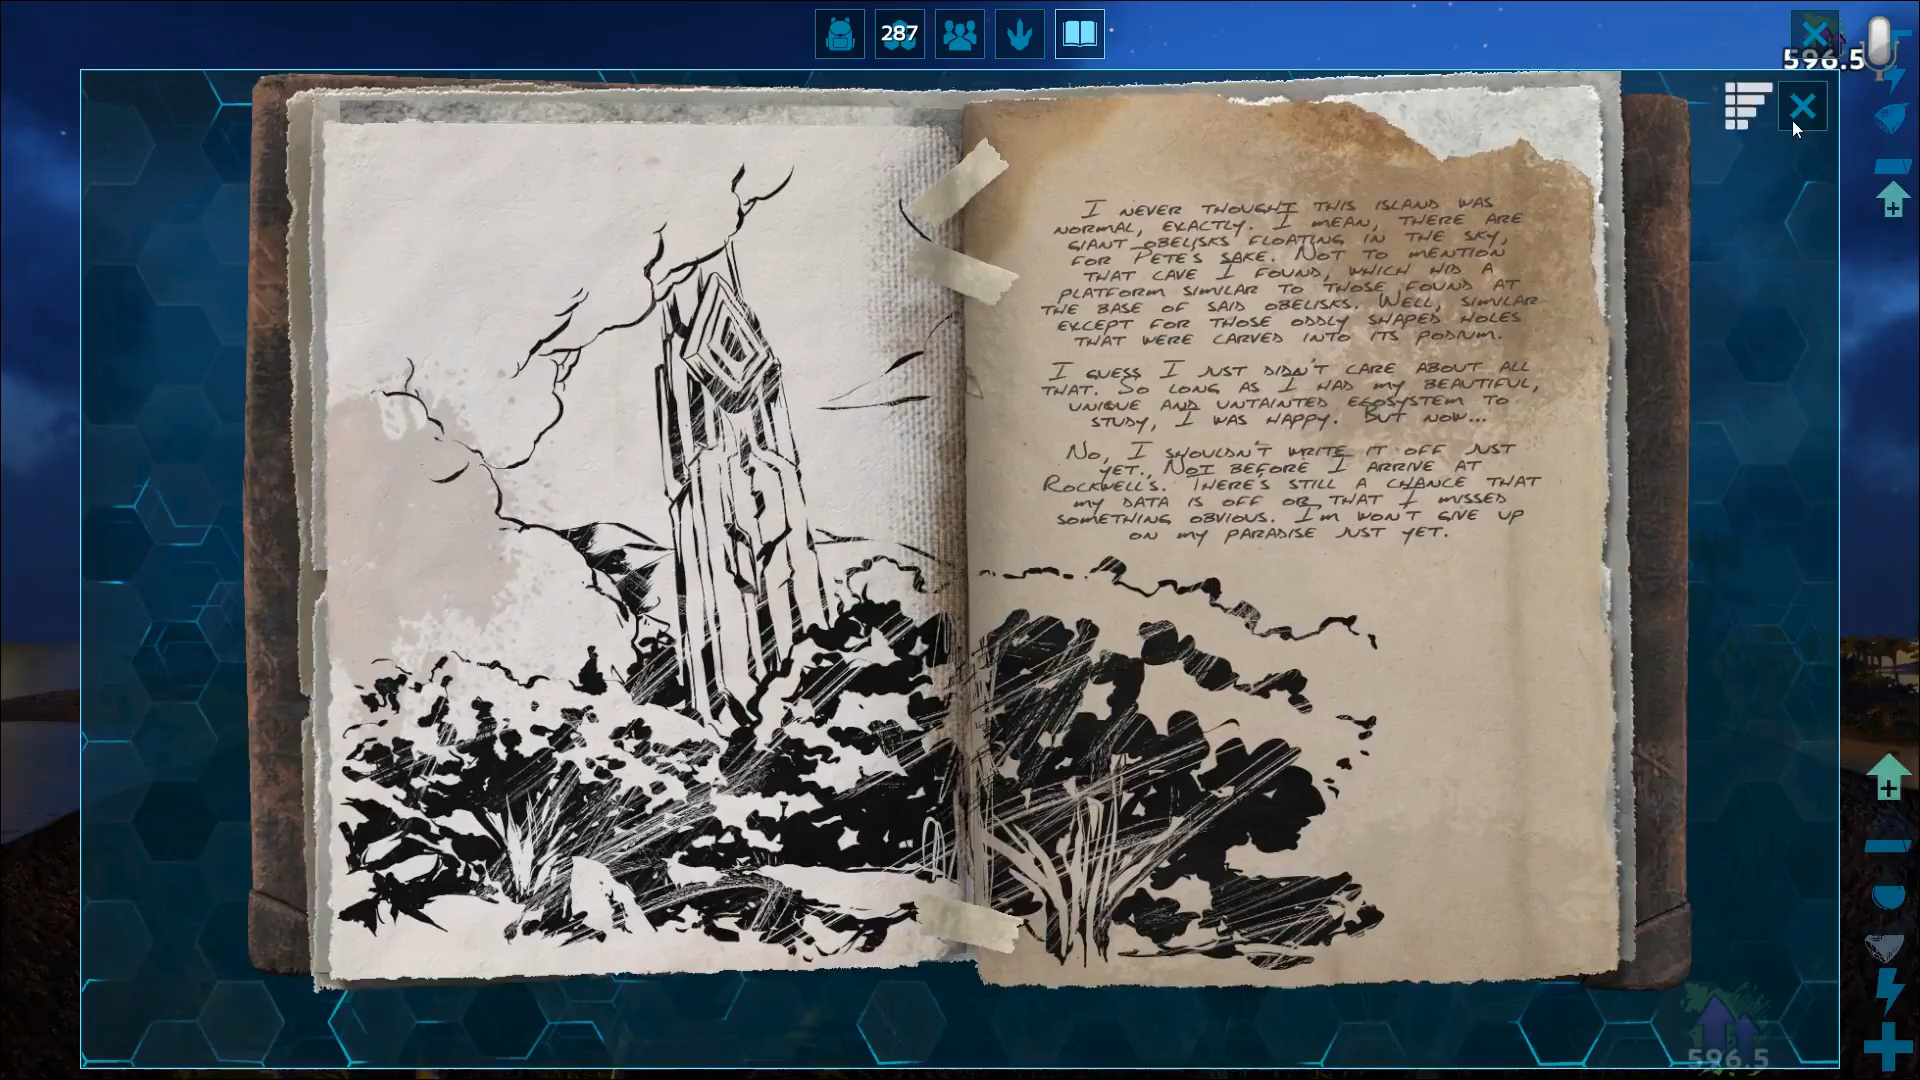 287
596.5
I NEVER THOUGHT THIS ISLAND WAS
NORMAL, EXACTLY. I MEAN, THERE ARE
GIANT OBELISKS FLOATING IN THE SKY,
FOR PETE'S SAKE. NOT TO MENTION
THAT CAVE I FOUND, WHICH HID A
PLATFORM SIMILAR TO THOSE FOUND AT
THE BASE OF SAID OBELISKS. WELL, SIMILAR
EXCEPT FOR THOSE ODDLY SHAPED HOLES
THAT WERE CARVED INTO ITS PODIUM.
I GUESS I JUST DIDN'T CARE ABOUT ALL
THAT. SO LONG AS I HAD MY BEAUTIFUL,
UNIQUE AND UNTAINTED ECOSYSTEM TO
STUDY, I WAS HAPPY. BUT NOW...
NO, I SHOULDN'T WRITE IT OFF JUST
YET. NOT BEFORE I ARRIVE AT
ROCKWELL'S. THERE'S STILL A CHANCE THAT
MY DATA IS OFF OR THAT I MISSED
SOMETHING OBVIOUS. I'M WON'T GIVE UP
ON MY PARADISE JUST YET.
596.5